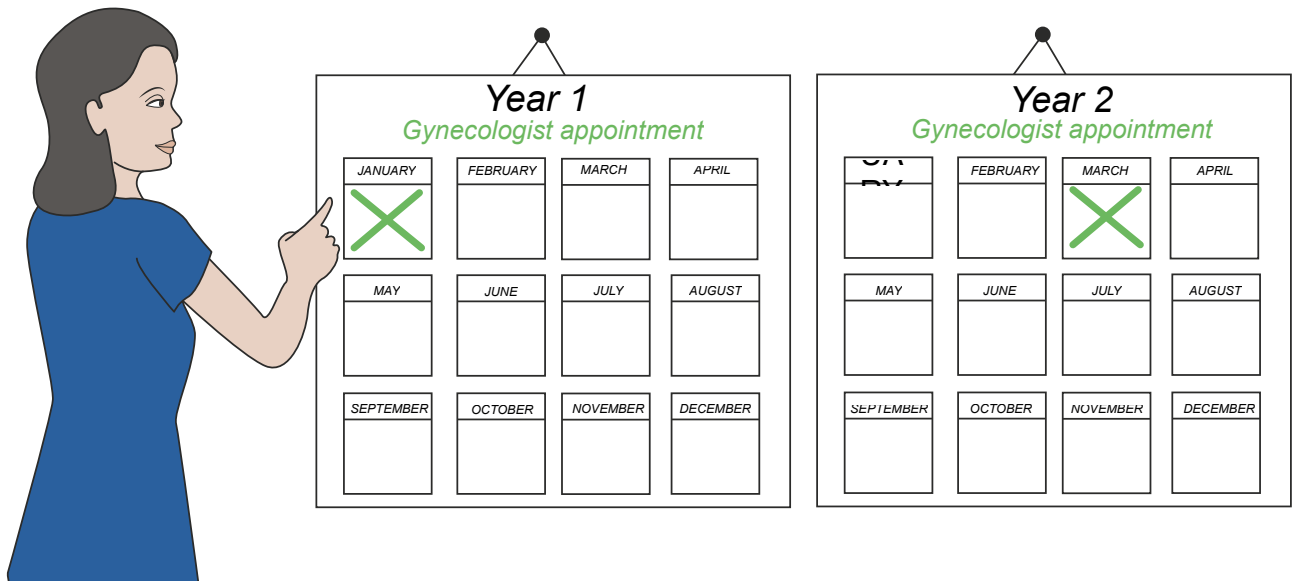 Year 1
Gynecologist appointment
JANUARY FEBRUARY MARCH APRIL
MAY JUNE JULY AUGUST
SEPTEMBER OCTOBER NOVEMBER DECEMBER
Year 2
Gynecologist appointment
FEBRUARY MARCH APRIL
MAY JUNE JULY AUGUST
SEPTEMBER OCTOBER NOVEMBER DECEMBER